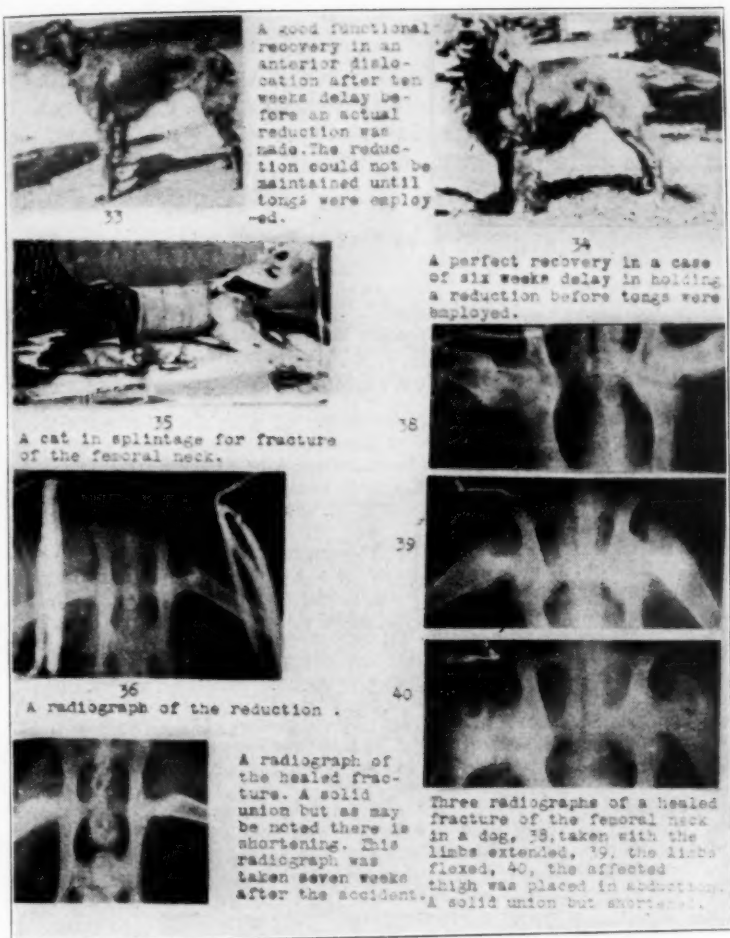 A good functional
recovery in an
anterior dislo-
cation after ten
weeks delay be-
fore an actual
reduction was
made.The reduc-
tion could not be
maintained until
tongs were employ
-ed.
33
34
A perfect recovery in a case
of six weeks delay in holding
a reduction before tongs were
employed.
35
A cat in splintage for fracture
of the femoral neck.
36
A radiograph of the reduction .
A radiograph of
the healed frac-
ture. A solid
union but as may
be noted there is
shortening. This
radiograph was
taken seven weeks
after the accident.
38
39
40
Three radiographs of a healed
fracture of the femoral neck
in a dog, 38,taken with the
limbs extended, 39, the limbs
flexed, 40, the affected
thigh was placed in abduction.
A solid union but shortened.